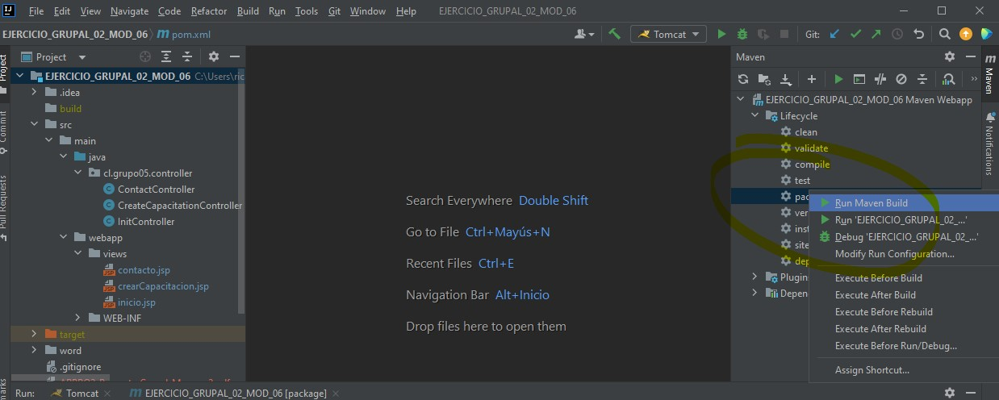 File Edit View Navigate Code Refactor Build Run Tools Git Window Help EJERCICIO_GRUPAL_02_MOD_06
EJERCICIO_GRUPAL_02_MOD_06 pom.xml Tomcat Git:
Project
Project
Commit
Pull Requests
EJERCICIO_GRUPAL_02_MOD_06 C:\Users\ric
.idea
build
src
main
java
cl.grupo05.controller
ContactController
CreateCapacitationController
InitController
webapp
views
contacto.jsp
crearCapacitacion.jsp
inicio.jsp
WEB-INF
target
word
.gitignore
Search Everywhere Double Shift
Go to File Ctrl+Mayús+N
Recent Files Ctrl+E
Navigation Bar Alt+Inicio
Drop files here to open them
Maven
EJERCICIO_GRUPAL_02_MOD_06 Maven Webapp
Lifecycle
clean
validate
compile
test
pac
ver
inst
site
dep
Plugins
Depen
Run Maven Build
Run 'EJERCICIO_GRUPAL_02_...'
Debug 'EJERCICIO_GRUPAL_02_...'
Modify Run Configuration...
Execute Before Build
Execute After Build
Execute Before Rebuild
Execute After Rebuild
Execute Before Run/Debug...
Assign Shortcut...
Maven
Notifications
Run: Tomcat EJERCICIO_GRUPAL_02_MOD_06 [package]